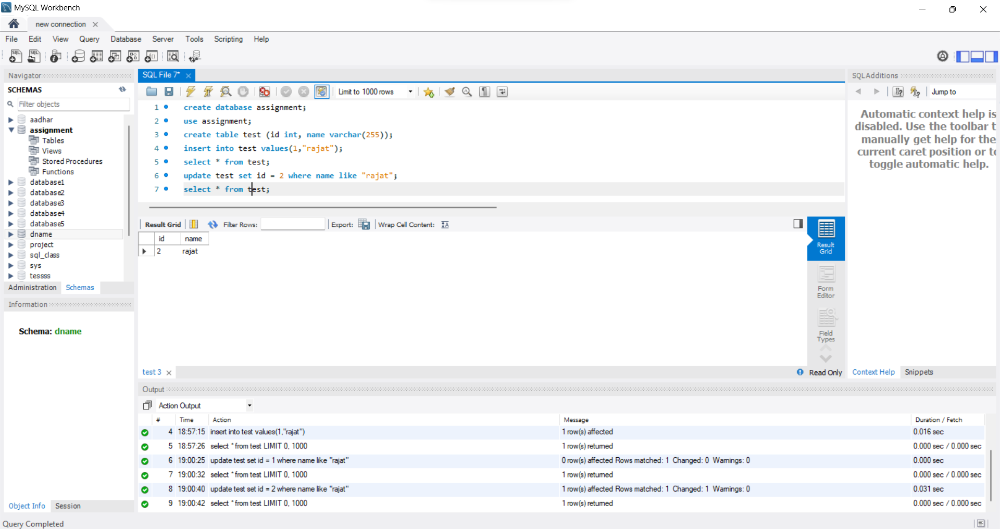 MySQL Workbench
new connection
File Edit View Query Database Server Tools Scripting Help
Navigator
SCHEMAS
Filter objects
aadhar
assignment
Tables
Views
Stored Procedures
Functions
database1
database2
database3
database4
database5
dname
project
sql_class
sys
tessss
Administration Schemas
Information
Schema: dname
Object Info Session
SQL File 7*
Limit to 1000 rows
1 create database assignment;
2 use assignment;
3 create table test (id int, name varchar(255));
4 insert into test values(1,"rajat");
5 select * from test;
6 update test set id = 2 where name like "rajat";
7 select * from test;
Result Grid Filter Rows: Export: Wrap Cell Content:
id name
2 rajat
Result
Grid
Form
Editor
Field
Types
test 3
Read Only
SQLAdditions
Jump to
Automatic context help is
disabled. Use the toolbar t
manually get help for the
current caret position or to
toggle automatic help.
Context Help Snippets
Output
Action Output
# Time Action Message Duration / Fetch
4 18:57:15 insert into test values(1,"rajat") 1 row(s) affected 0.016 sec
5 18:57:26 select * from test LIMIT 0, 1000 1 row(s) returned 0.000 sec / 0.000 sec
6 19:00:25 update test set id = 1 where name like "rajat" 0 row(s) affected Rows matched: 1 Changed: 0 Warnings: 0 0.000 sec
7 19:00:32 select * from test LIMIT 0, 1000 1 row(s) returned 0.000 sec / 0.000 sec
8 19:00:40 update test set id = 2 where name like "rajat" 1 row(s) affected Rows matched: 1 Changed: 1 Warnings: 0 0.031 sec
9 19:00:42 select * from test LIMIT 0, 1000 1 row(s) returned 0.000 sec / 0.000 sec
Query Completed